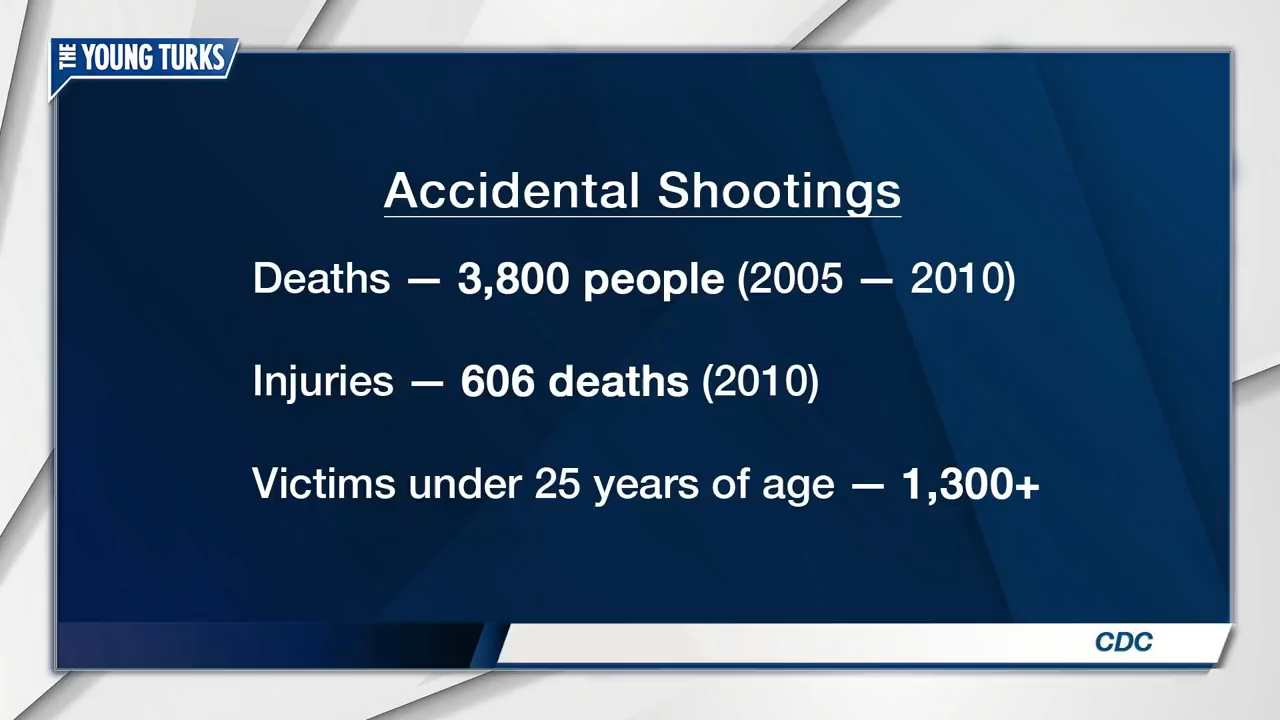 THE YOUNG TURKS
Accidental Shootings
Deaths — 3,800 people (2005 — 2010)
Injuries — 606 deaths (2010)
Victims under 25 years of age — 1,300+
CDC